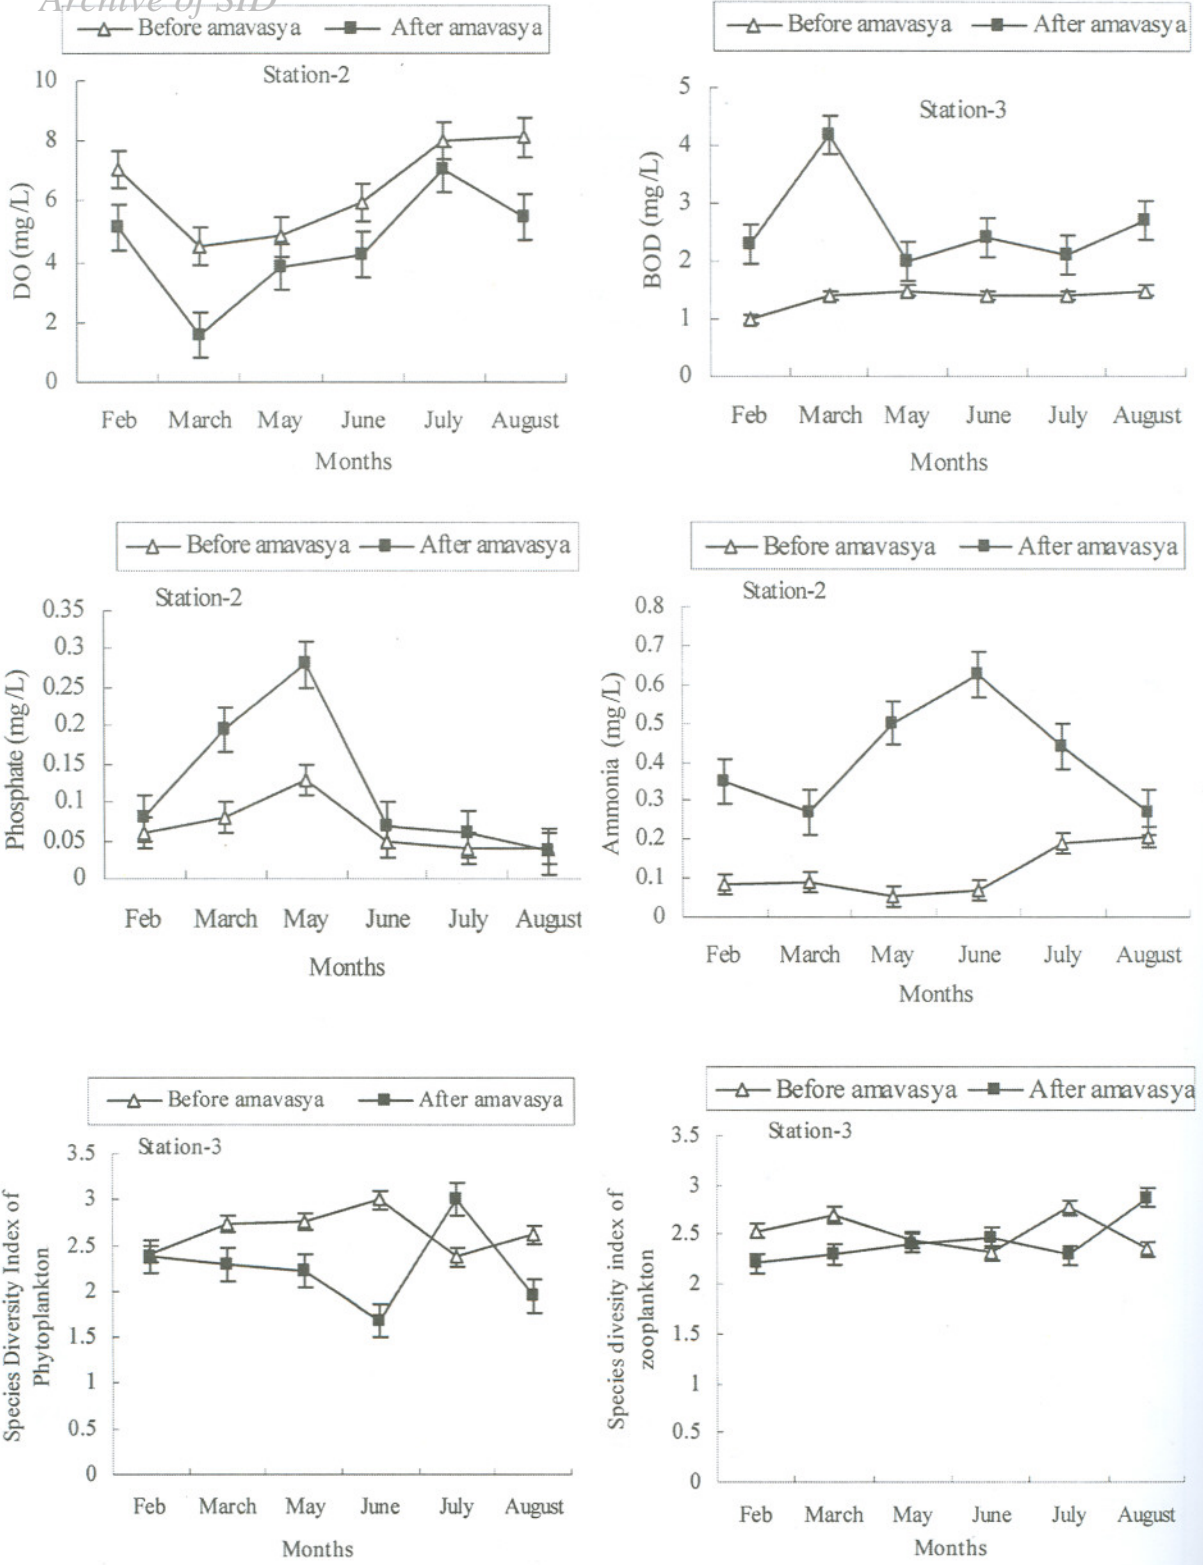 Archive of SID
Before amavasya After amavasya
Station-2
DO (mg/L)
10
8
6
4
2
0
Feb March May June July August
Months
Before amavasya After amavasya
Station-3
BOD (mg/L)
5
4
3
2
1
0
Feb March May June July August
Months
Before amavasya After amavasya
Station-2
Phosphate (mg/L)
0.35
0.3
0.25
0.2
0.15
0.1
0.05
0
Feb March May June July August
Months
Before amavasya After amavasya
Station-2
Ammonia (mg/L)
0.8
0.7
0.6
0.5
0.4
0.3
0.2
0.1
0
Feb March May June July August
Months
Before amavasya After amavasya
Station-3
Species Diversity Index of
Phytoplankton
3.5
3
2.5
2
1.5
1
0.5
0
Feb March May June July August
Months
Before amavasya After amavasya
Station-3
Species divesity index of
zooplankton
3.5
3
2.5
2
1.5
1
0.5
0
Feb March May June July August
Months